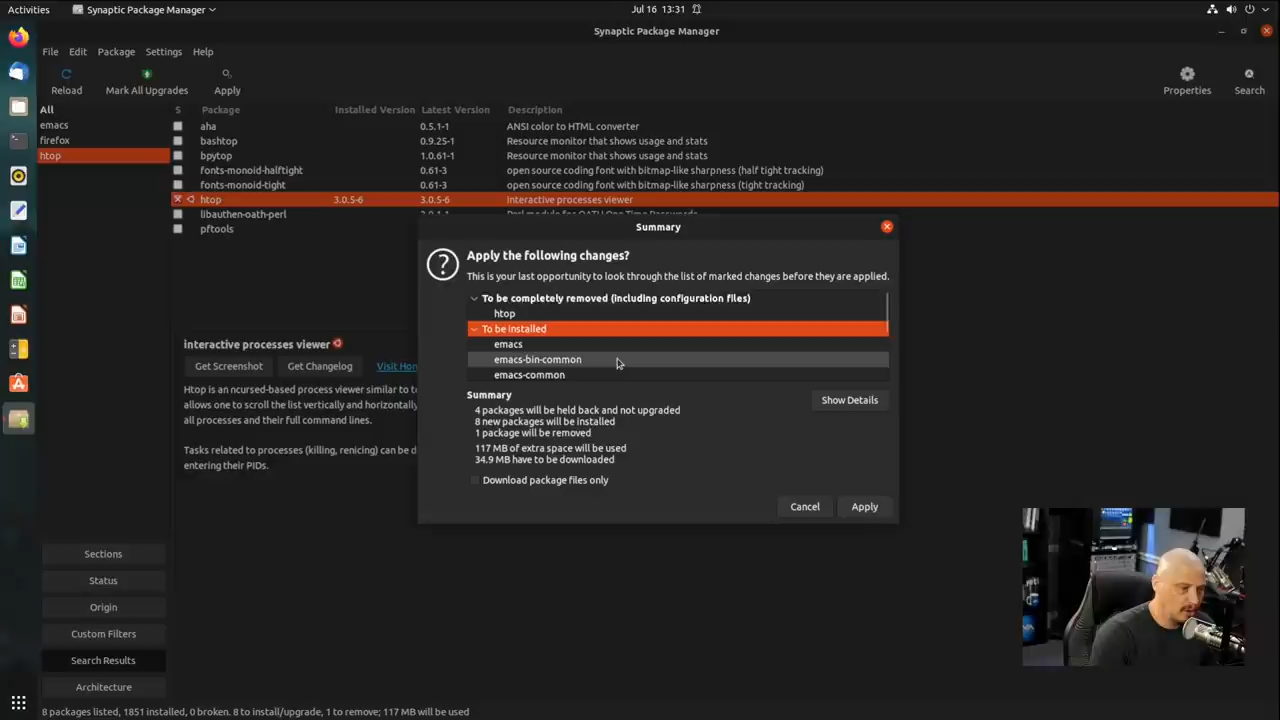 Activities Synaptic Package Manager Jul 16 13:31
Synaptic Package Manager
File Edit Package Settings Help
Reload Mark All Upgrades Apply Properties Search
All S Package Installed Version Latest Version Description
emacs aha 0.5.1-1 ANSI color to HTML converter
firefox bashtop 0.9.25-1 Resource monitor that shows usage and stats
htop bpytop 1.0.61-1 Resource monitor that shows usage and stats
fonts-monoid-halftight 0.61-3 open source coding font with bitmap-like sharpness (half tight tracking)
fonts-monoid-tight 0.61-3 open source coding font with bitmap-like sharpness (tight tracking)
htop 3.0.5-6 3.0.5-6 interactive processes viewer
libauthen-oath-perl
pftools
Summary
Apply the following changes?
This is your last opportunity to look through the list of marked changes before they are applied.
To be completely removed (including configuration files)
htop
To be installed
emacs
emacs-bin-common
emacs-common
Summary
Show Details
4 packages will be held back and not upgraded
8 new packages will be installed
1 package will be removed
117 MB of extra space will be used
34.9 MB have to be downloaded
Download package files only
Cancel Apply
interactive processes viewer
Get Screenshot Get Changelog Visit Hon
Htop is an ncursed-based process viewer similar to t
allows one to scroll the list vertically and horizontally
all processes and their full command lines.
Tasks related to processes (killing, renicing) can be d
entering their PIDs.
Sections
Status
Origin
Custom Filters
Search Results
Architecture
8 packages listed, 1851 installed, 0 broken. 8 to install/upgrade, 1 to remove; 117 MB will be used